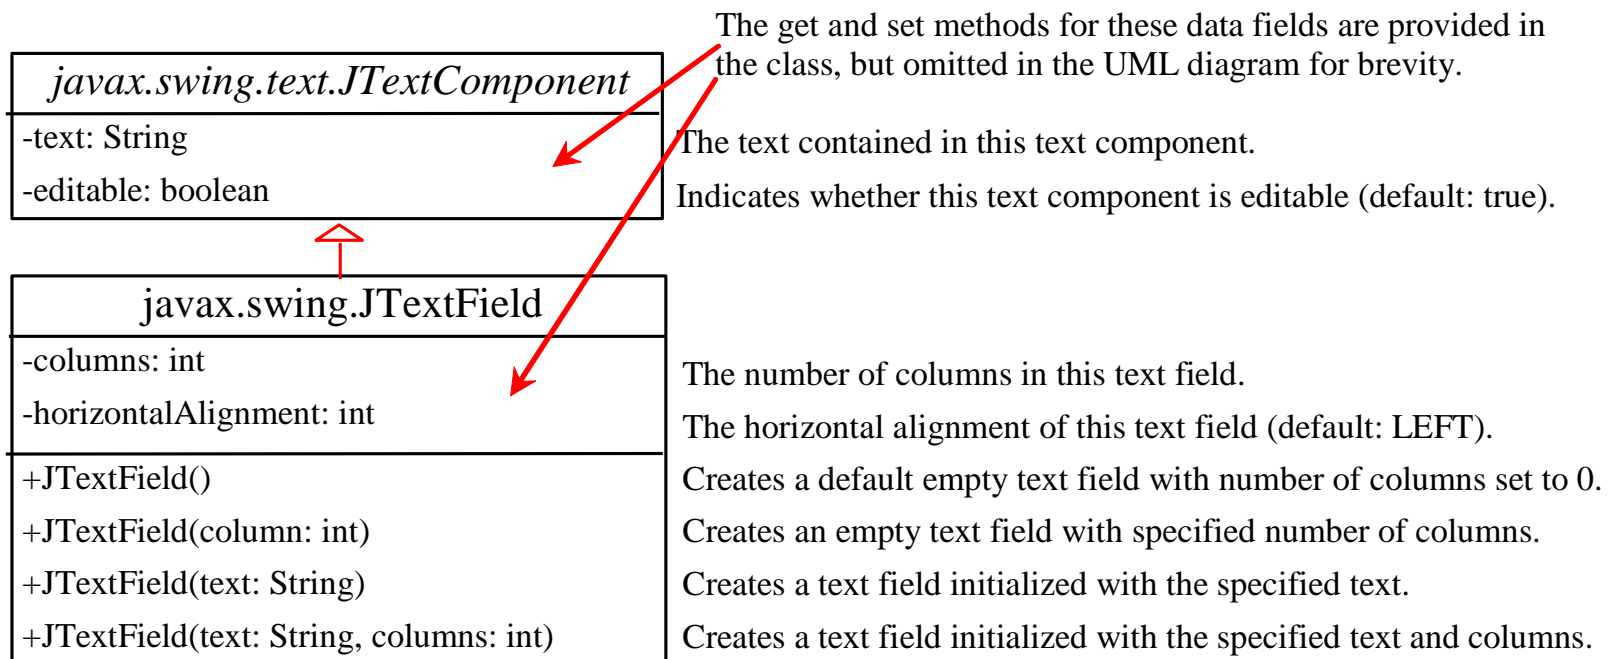 The get and set methods for these data fields are provided in
the class, but omitted in the UML diagram for brevity.
javax.swing.text.JTextComponent
-text: String
The text contained in this text component.
-editable: boolean
Indicates whether this text component is editable (default: true).
javax.swing.JTextField
-columns: int
The number of columns in this text field.
-horizontalAlignment: int
The horizontal alignment of this text field (default: LEFT).
+JTextField()
Creates a default empty text field with number of columns set to 0.
+JTextField(column: int)
Creates an empty text field with specified number of columns.
+JTextField(text: String)
Creates a text field initialized with the specified text.
+JTextField(text: String, columns: int)
Creates a text field initialized with the specified text and columns.